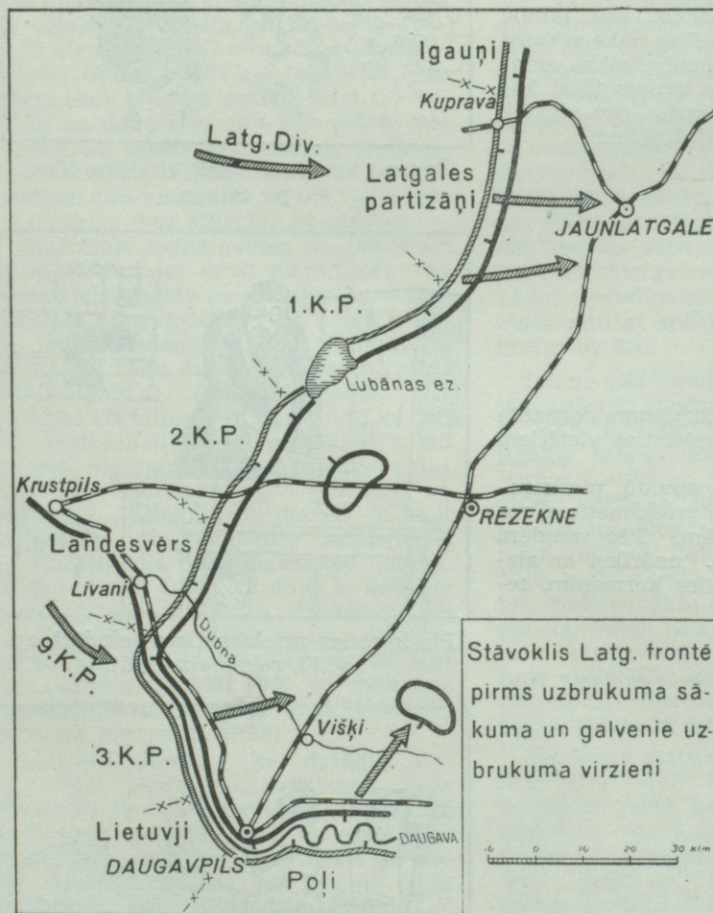 Igauņi
Kuprava
Latg. Div.
Latgales
partizāņi
JAUNLATGALE
1.K.P.
Lubānas ez.
2.K.P.
Krustpils
RĒZEKNE
Landesvērs
Līvani
9.K.P.
Dubna
Stāvoklis Latg. frontē
pirms uzbrukuma sā-
kuma un galvenie uz-
brukuma virzieni
Višķi
3.K.P.
Lietuvji
DAUGAVA
DAUGAVPILS
Poļi
0 10 20 30 klm